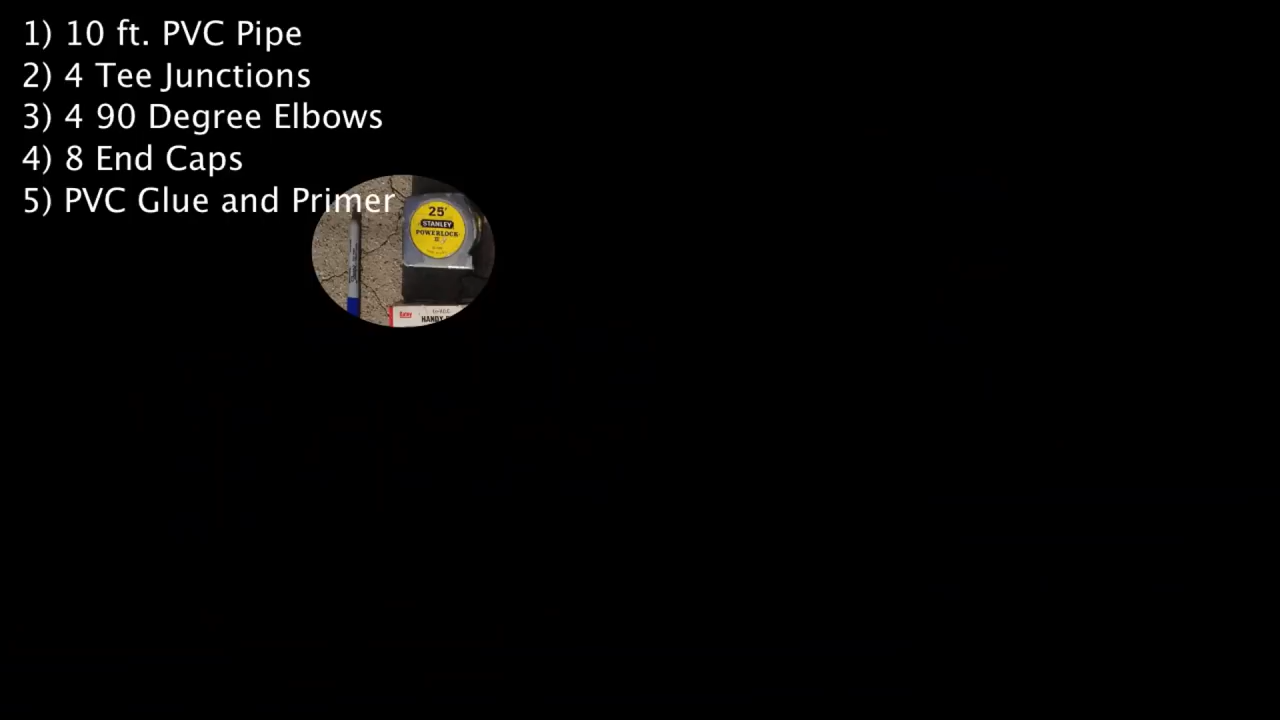 1) 10 ft. PVC Pipe
2) 4 Tee Junctions
3) 4 90 Degree Elbows
4) 8 End Caps
5) PVC Glue and Primer
25'
STANLEY
POWERLOCK
HANDY